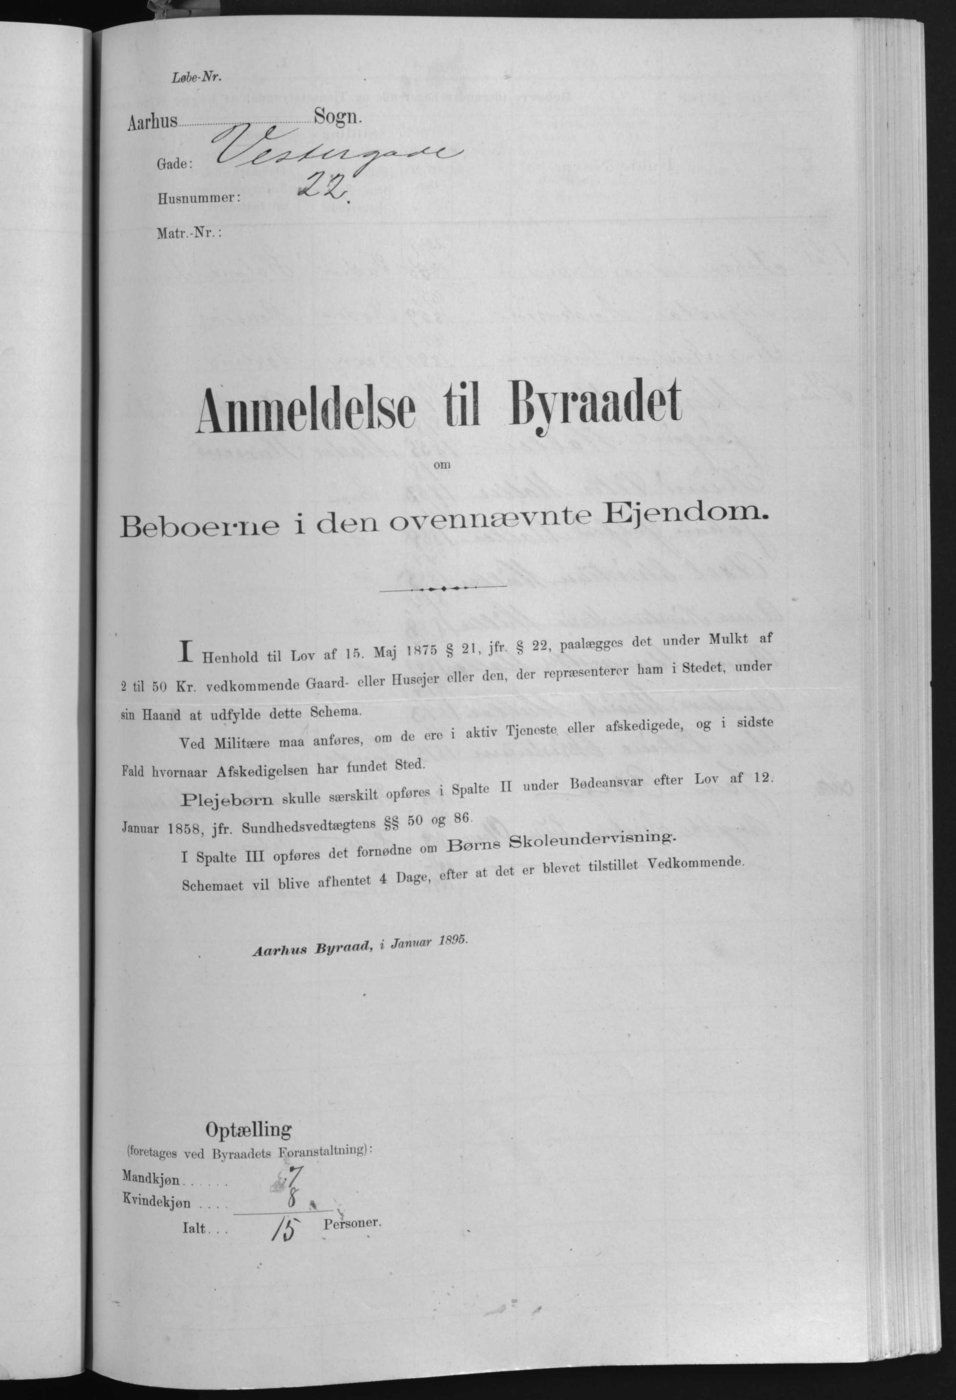 Løbe-Nr.
Aarhus Sogn.
Gade: Vestergade
Husnummer: 22.
Matr.-Nr.:
Anmeldelse til Byraadet
om
Beboerne i den ovennævnte Ejendom.
I Henhold til Lov af 15. Maj 1875 § 21, jfr. § 22, paalægges det under Mulkt af
2 til 50 Kr. vedkommende Gaard- eller Husejer eller den, der repræsenterer ham i Stedet, under
sin Haand at udfylde dette Schema.
Ved Militære maa anføres, om de ere i aktiv Tjeneste eller afskedigede, og i sidste
Fald hvornaar Afskedigelsen har fundet Sted.
Plejebørn skulle særskilt opføres i Spalte II under Bødeansvar efter Lov af 12.
Januar 1858, jfr. Sundhedsvedtægtens §§ 50 og 86.
I Spalte III opføres det fornødne om Børns Skoleundervisning.
Schemaet vil blive afhentet 4 Dage, efter at det er blevet tilstillet Vedkommende.
Aarhus Byraad, i Januar 1895.
Optælling
(foretages ved Byraadets Foranstaltning):
Mandkjøn...... 7
Kvindekjøn .... 8
Ialt... 15 Personer.